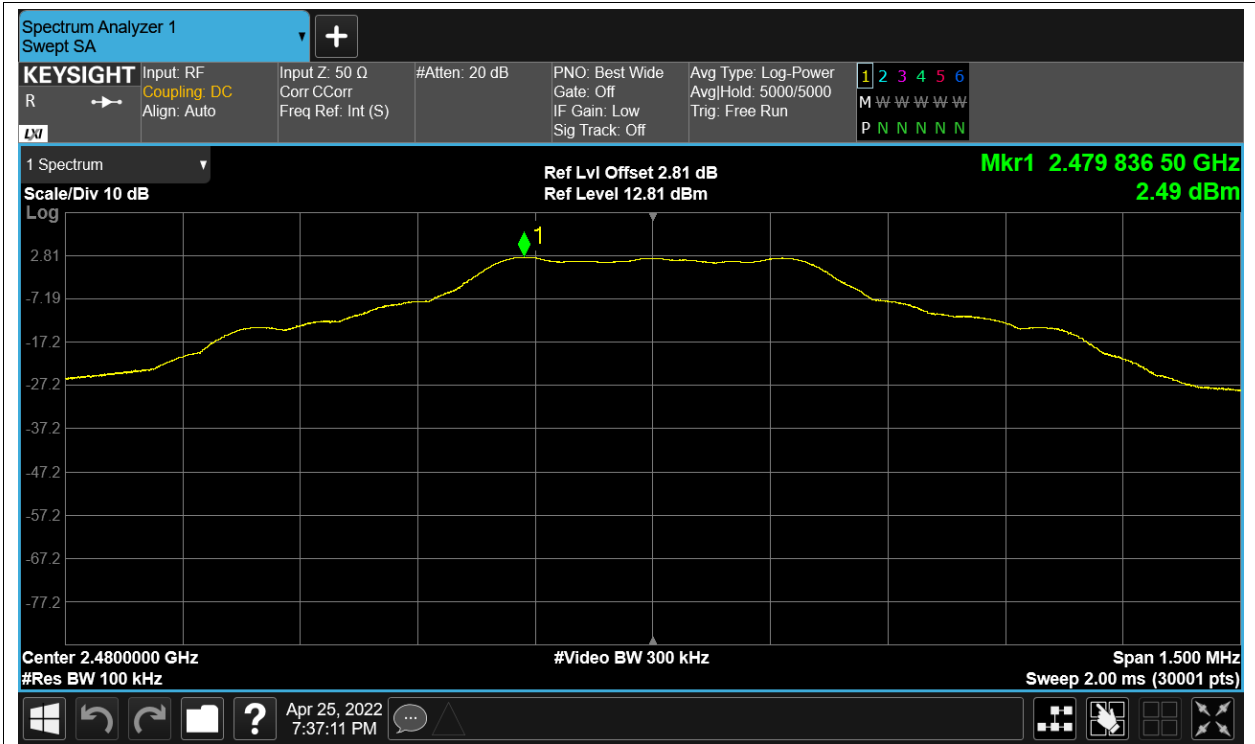 Spectrum Analyzer 1
Swept SA
KEYSIGHT
R
LXI
Input: RF
Coupling: DC
Align: Auto
Input Z: 50 Ω
Corr CCorr
Freq Ref: Int (S)
#Atten: 20 dB
PNO: Best Wide
Gate: Off
IF Gain: Low
Sig Track: Off
Avg Type: Log-Power
Avg|Hold: 5000/5000
Trig: Free Run
1 2 3 4 5 6
M W W W W W
P N N N N N
1 Spectrum
Scale/Div 10 dB
Log
Ref Lvl Offset 2.81 dB
Ref Level 12.81 dBm
Mkr1 2.479 836 50 GHz
2.49 dBm
1
2.81
-7.19
-17.2
-27.2
-37.2
-47.2
-57.2
-67.2
-77.2
Center 2.4800000 GHz
#Res BW 100 kHz
#Video BW 300 kHz
Span 1.500 MHz
Sweep 2.00 ms (30001 pts)
?
Apr 25, 2022
7:37:11 PM